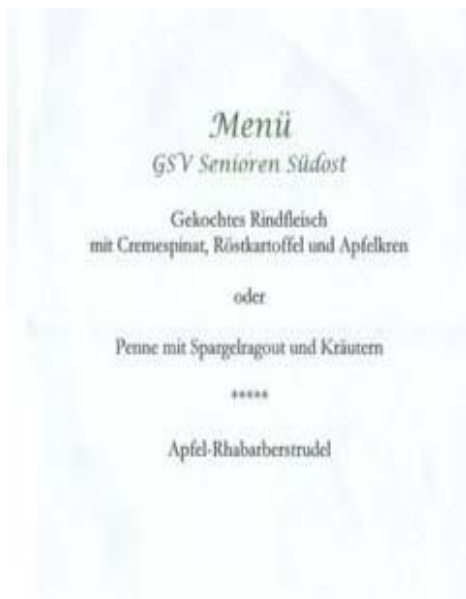 Menü
GSV Senioren Südost
Gekochtes Rindfleisch
mit Cremespinat, Röstkartoffel und Apfelkren
oder
Penne mit Spargelragout und Kräutern
*****
Apfel-Rhabarberstrudel